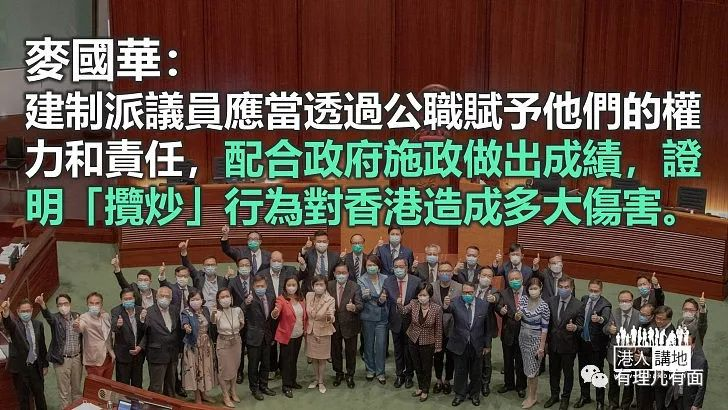 麥國華：
建制派議員應當透過公職賦予他們的權
力和責任，配合政府施政做出成績，證
明「攬炒」行為對香港造成多大傷害。
港人講地
有理凡有面